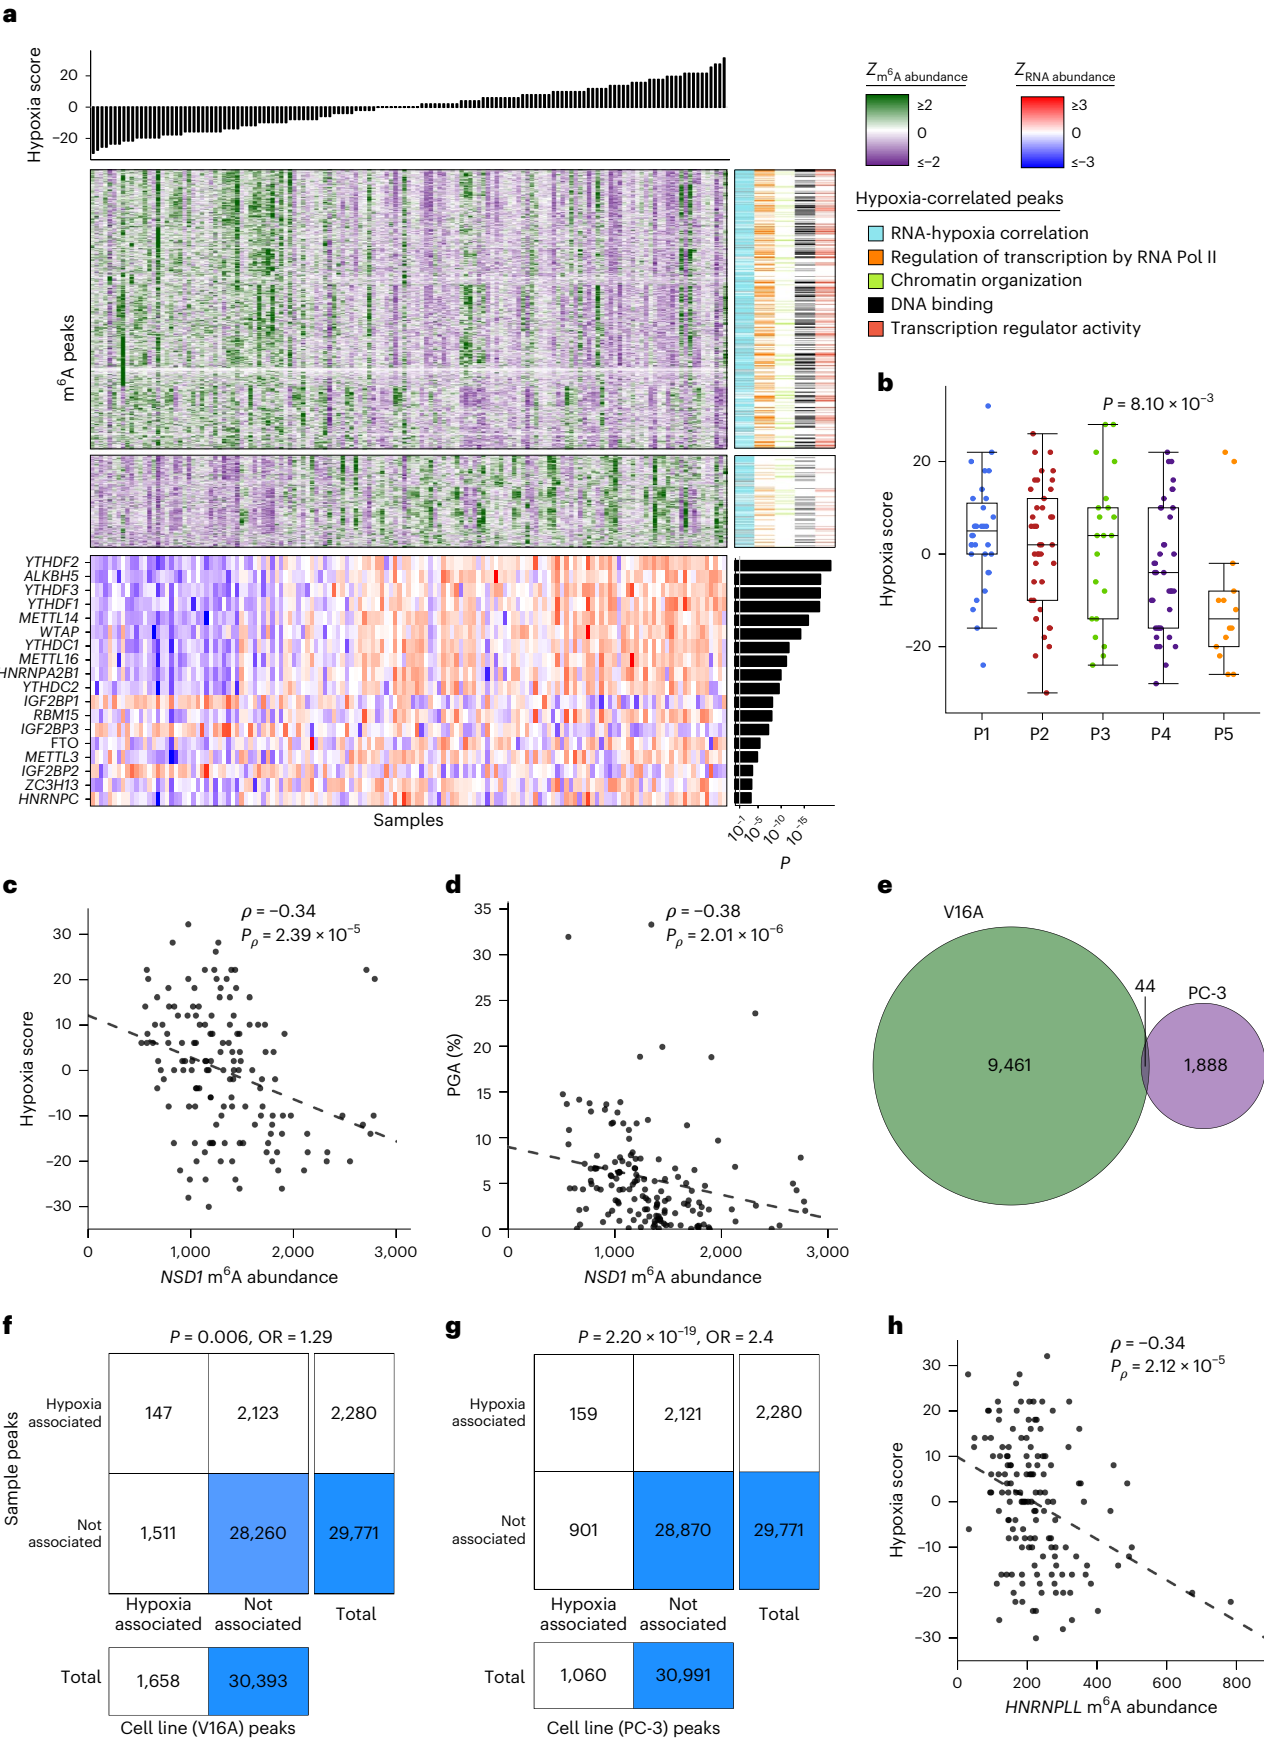 a
Hypoxia score
20
0
−20
Z m⁶A abundance
≥2
0
≤−2
Z RNA abundance
≥3
0
≤−3
Hypoxia-correlated peaks
RNA-hypoxia correlation
Regulation of transcription by RNA Pol II
Chromatin organization
DNA binding
Transcription regulator activity
m⁶A peaks
YTHDF2
ALKBH5
YTHDF3
YTHDF1
METTL14
WTAP
YTHDC1
METTL16
HNRNPA2B1
YTHDC2
IGF2BP1
RBM15
IGF2BP3
FTO
METTL3
IGF2BP2
ZC3H13
HNRNPC
Samples
10⁻¹
10⁻⁵
10⁻¹⁰
10⁻¹⁵
P
b
P = 8.10 × 10⁻³
Hypoxia score
20
0
−20
P1 P2 P3 P4 P5
c
ρ = −0.34
Pρ = 2.39 × 10⁻⁵
Hypoxia score
30
20
10
0
−10
−20
−30
0 1,000 2,000 3,000
NSD1 m⁶A abundance
d
ρ = −0.38
Pρ = 2.01 × 10⁻⁶
PGA (%)
35
30
25
20
15
10
5
0
0 1,000 2,000 3,000
NSD1 m⁶A abundance
e
V16A
44
PC-3
9,461
1,888
f
P = 0.006, OR = 1.29
Sample peaks
Hypoxia associated
147 2,123 2,280
Not associated
1,511 28,260 29,771
Hypoxia associated
Not associated
Total
Total
1,658 30,393
Cell line (V16A) peaks
g
P = 2.20 × 10⁻¹⁹, OR = 2.4
Hypoxia associated
159 2,121 2,280
Not associated
901 28,870 29,771
Hypoxia associated
Not associated
Total
Total
1,060 30,991
Cell line (PC-3) peaks
h
ρ = −0.34
Pρ = 2.12 × 10⁻⁵
Hypoxia score
30
20
10
0
−10
−20
−30
0 200 400 600 800
HNRNPLL m⁶A abundance